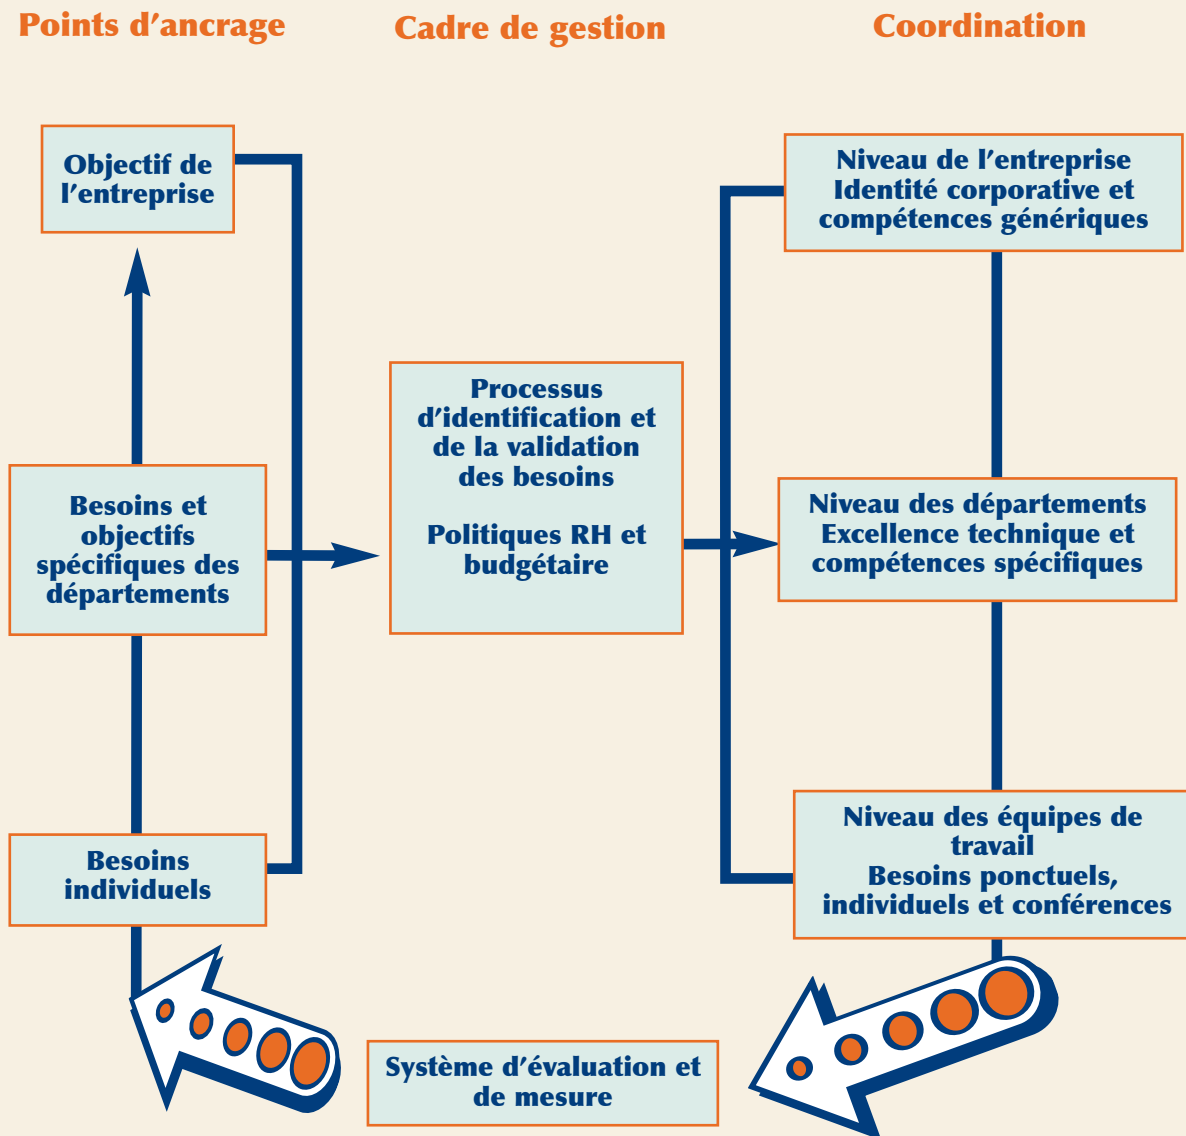 Points d’ancrage
Cadre de gestion
Coordination
Objectif de
l’entreprise
Besoins et
objectifs
spécifiques des
départements
Besoins
individuels
Processus
d’identification et
de la validation
des besoins
Politiques RH et
budgétaire
Niveau de l’entreprise
Identité corporative et
compétences génériques
Niveau des départements
Excellence technique et
compétences spécifiques
Niveau des équipes de
travail
Besoins ponctuels,
individuels et conférences
Système d’évaluation et
de mesure